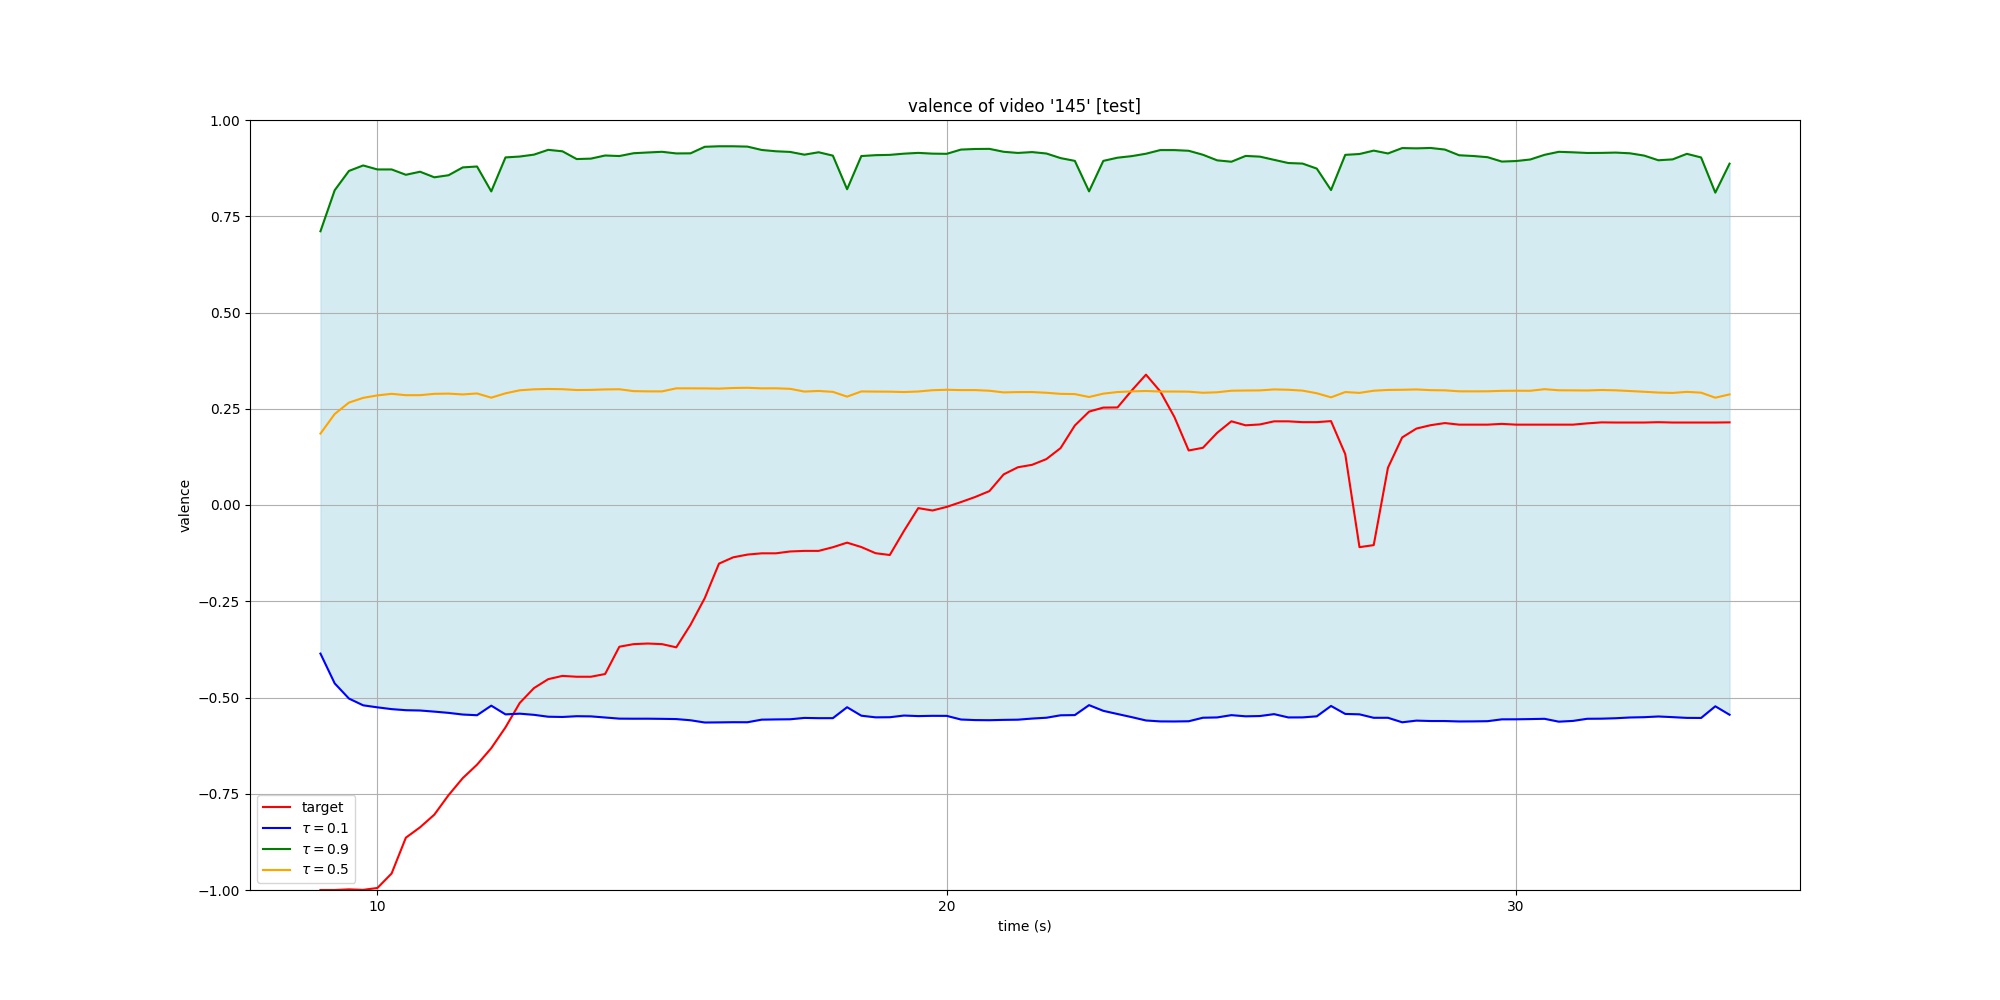 valence of video '145' [test]
1.00
0.75
0.50
0.25
0.00
−0.25
−0.50
−0.75
−1.00
valence
target
τ = 0.1
τ = 0.9
τ = 0.5
10 20 30
time (s)